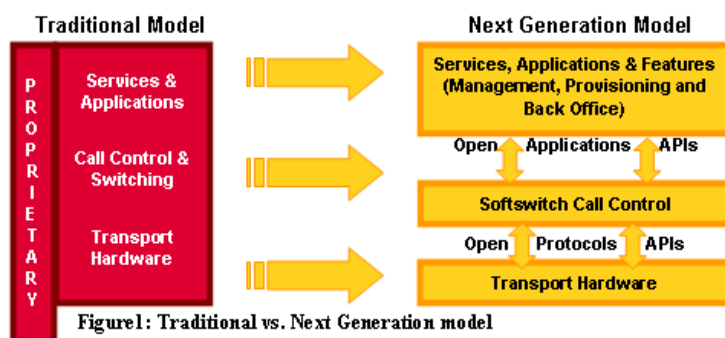 Traditional Model
Next Generation Model
PROPRIETARY
Services &
Applications
Call Control &
Switching
Transport
Hardware
Services, Applications & Features
(Management, Provisioning and
Back Office)
Open Applications APIs
Softswitch Call Control
Open Protocols APIs
Transport Hardware
Figure1: Traditional vs. Next Generation model